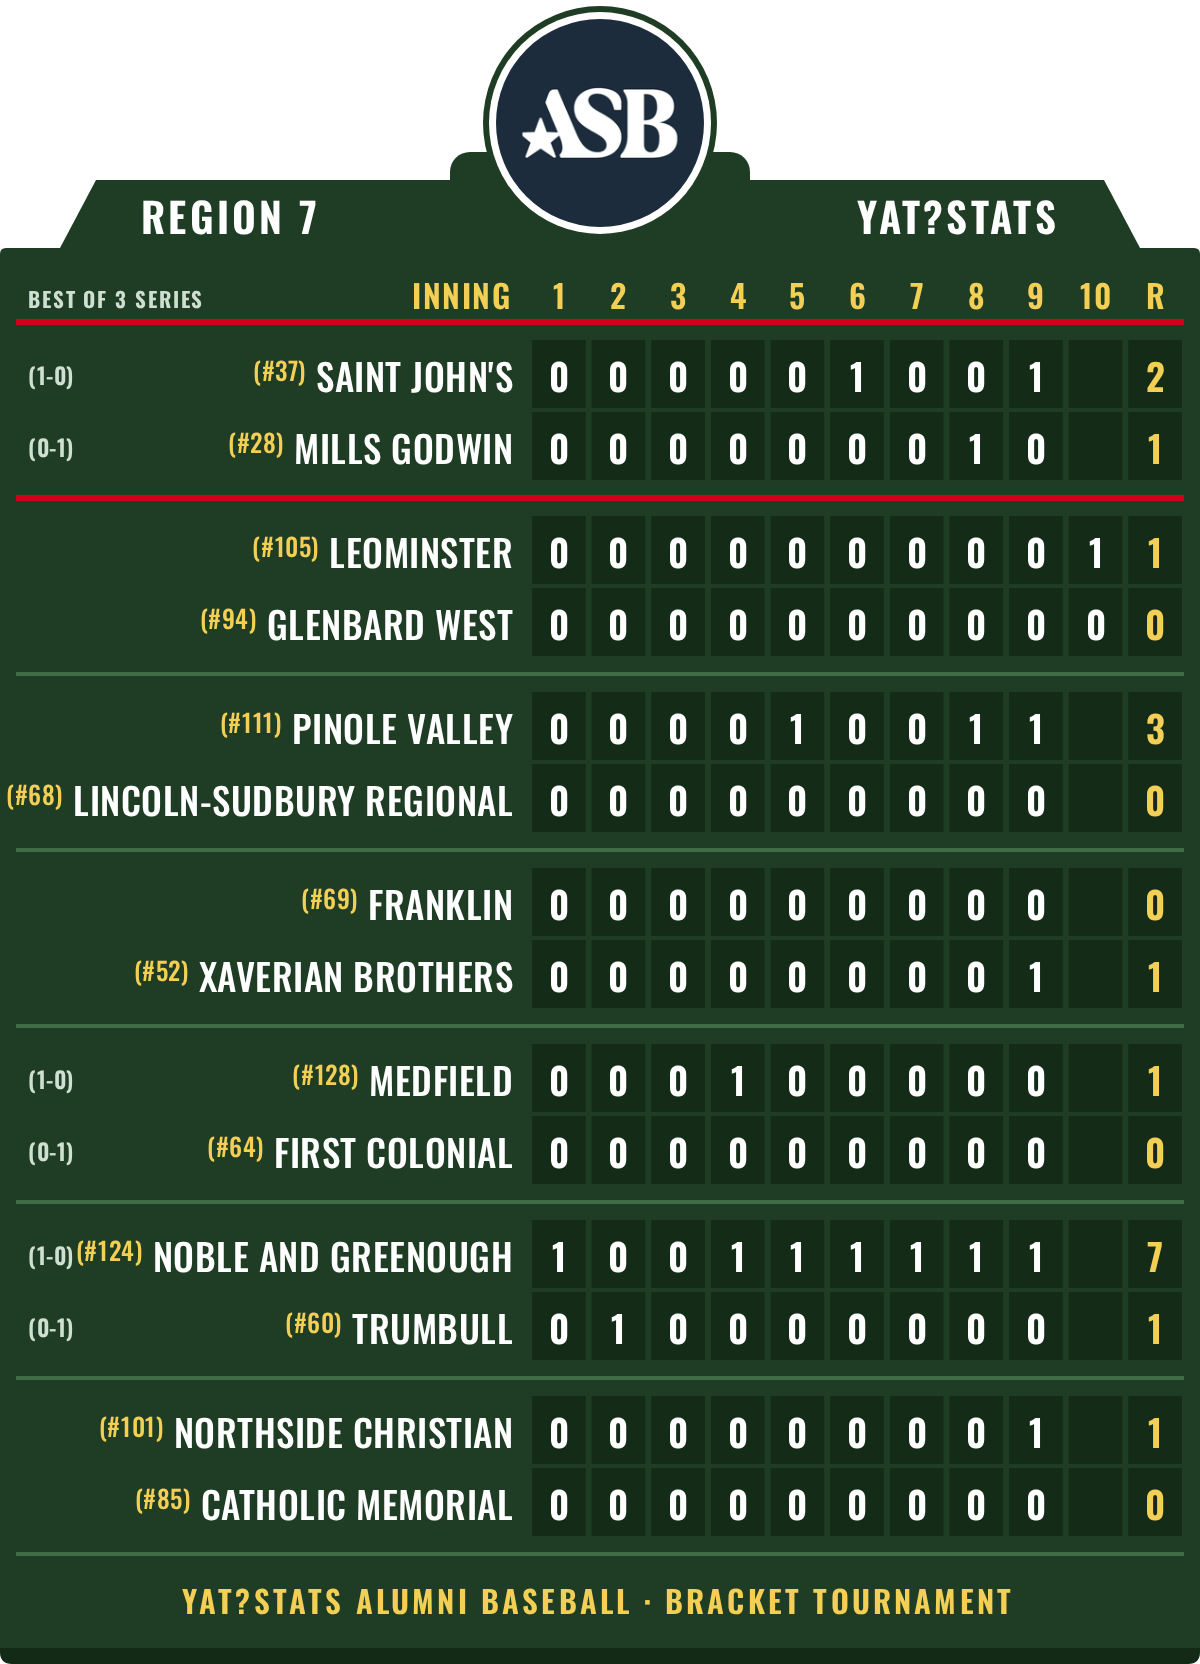 ASB
REGION 7 YAT?STATS
BEST OF 3 SERIES INNING 1 2 3 4 5 6 7 8 9 10 R
(1-0) (#37) SAINT JOHN'S 0 0 0 0 0 1 0 0 1 2
(0-1) (#28) MILLS GODWIN 0 0 0 0 0 0 0 1 0 1
(#105) LEOMINSTER 0 0 0 0 0 0 0 0 0 1 1
(#94) GLENBARD WEST 0 0 0 0 0 0 0 0 0 0 0
(#111) PINOLE VALLEY 0 0 0 0 1 0 0 1 1 3
(#68) LINCOLN-SUDBURY REGIONAL 0 0 0 0 0 0 0 0 0 0
(#69) FRANKLIN 0 0 0 0 0 0 0 0 0 0
(#52) XAVERIAN BROTHERS 0 0 0 0 0 0 0 0 1 1
(1-0) (#128) MEDFIELD 0 0 0 1 0 0 0 0 0 1
(0-1) (#64) FIRST COLONIAL 0 0 0 0 0 0 0 0 0 0
(1-0) (#124) NOBLE AND GREENOUGH 1 0 0 1 1 1 1 1 1 7
(0-1) (#60) TRUMBULL 0 1 0 0 0 0 0 0 0 1
(#101) NORTHSIDE CHRISTIAN 0 0 0 0 0 0 0 0 1 1
(#85) CATHOLIC MEMORIAL 0 0 0 0 0 0 0 0 0 0
YAT?STATS ALUMNI BASEBALL · BRACKET TOURNAMENT